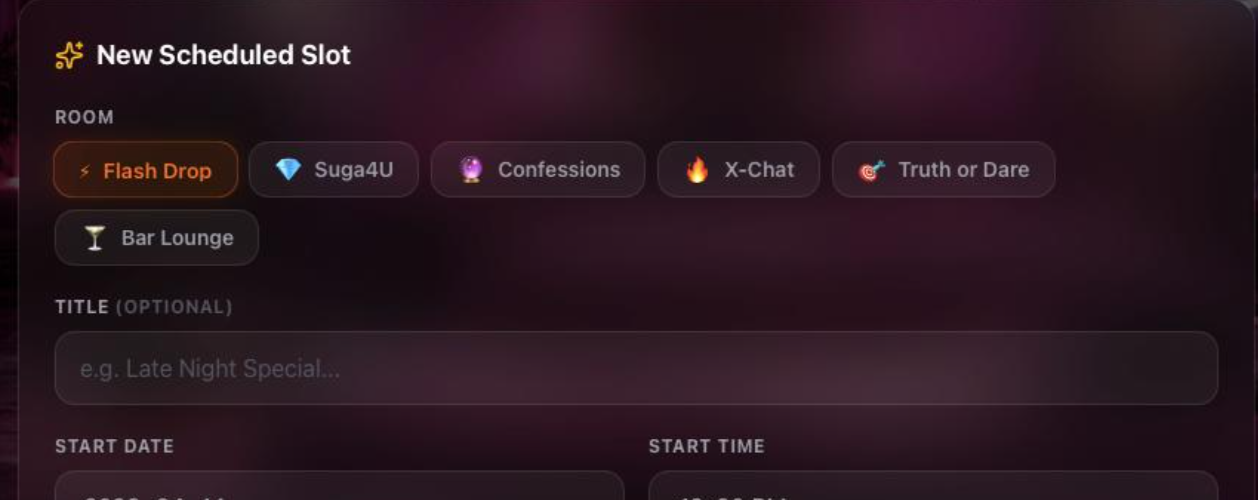 New Scheduled Slot
ROOM
Flash Drop Suga4U Confessions X-Chat Truth or Dare
Bar Lounge
TITLE (OPTIONAL)
e.g. Late Night Special...
START DATE START TIME